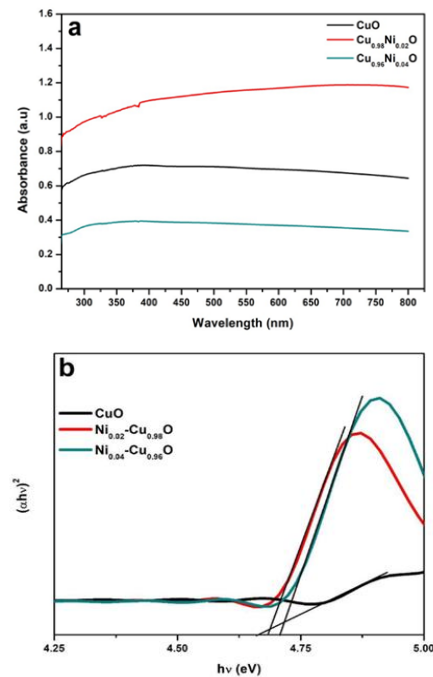 a
CuO
Cu0.98Ni0.02O
Cu0.96Ni0.04O
1.6
1.4
1.2
1.0
0.8
0.6
0.4
0.2
0.0
Absorbance (a.u)
300 350 400 450 500 550 600 650 700 750 800
Wavelength (nm)
b
CuO
Ni0.02-Cu0.98O
Ni0.04-Cu0.96O
(αhν)²
4.25 4.50 4.75 5.00
hν (eV)